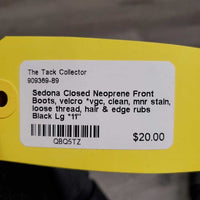 The Tack Collector
909369-89
Sedona Closed Neoprene Front
Boots, velcro *vgc, clean, mnr stain,
loose thread, hair & edge rubs
Black Lg *11"
$20.00
QBQ5TZ